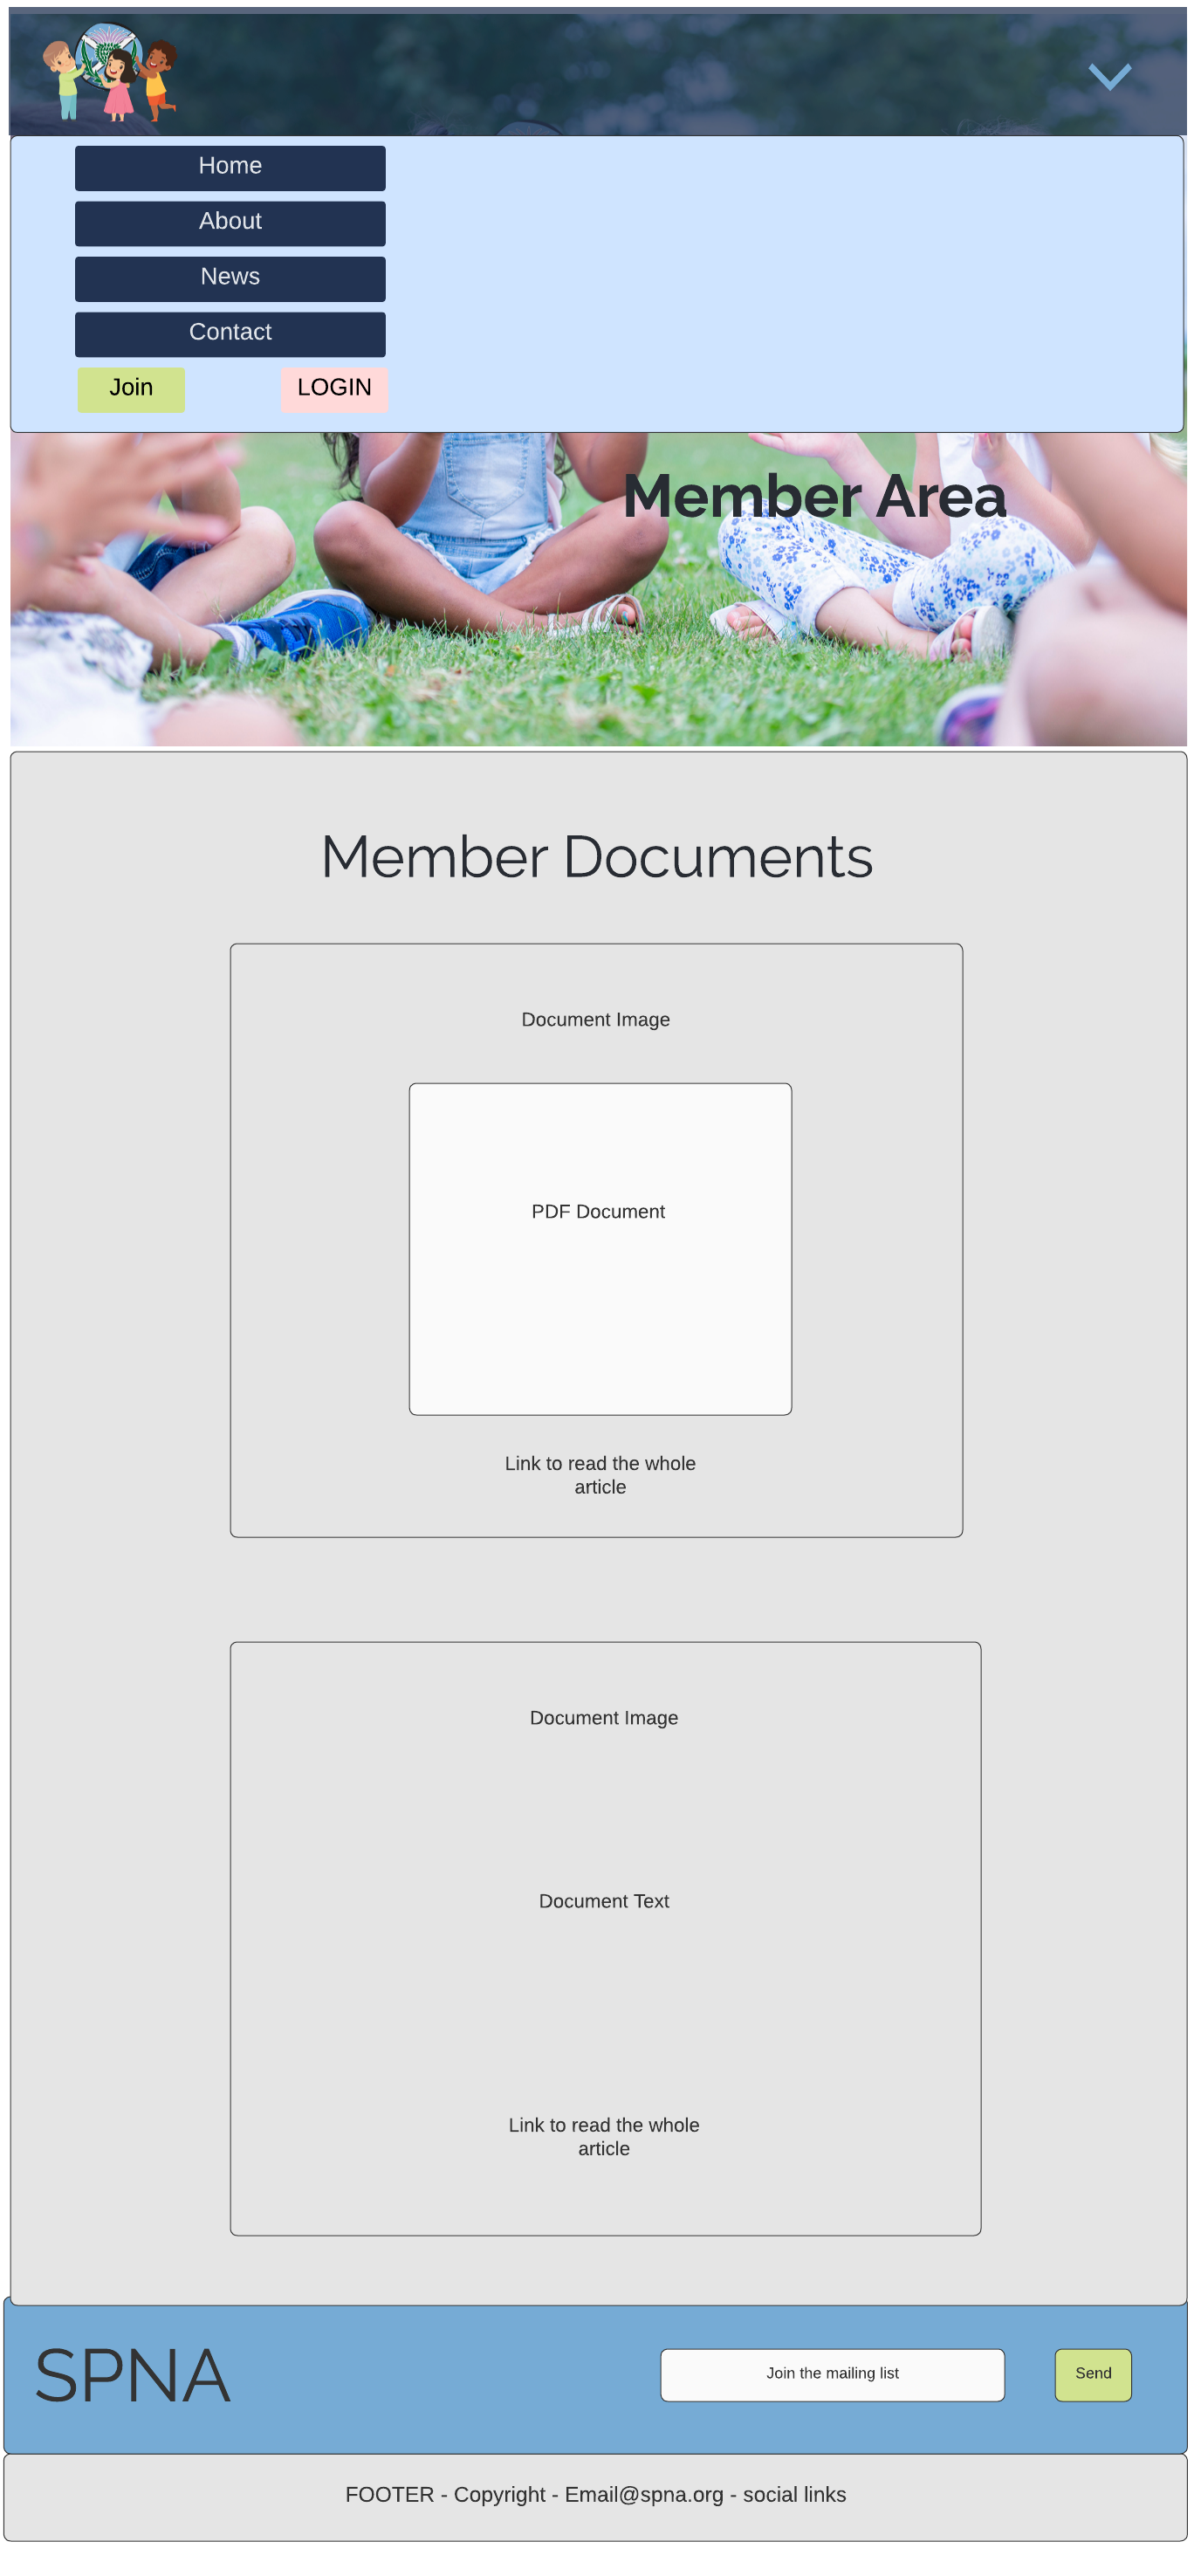 Home
About
News
Contact
Join
LOGIN
Member Area
Member Documents
Document Image
PDF Document
Link to read the whole
article
Document Image
Document Text
Link to read the whole
article
SPNA
Join the mailing list
Send
FOOTER - Copyright - Email@spna.org - social links